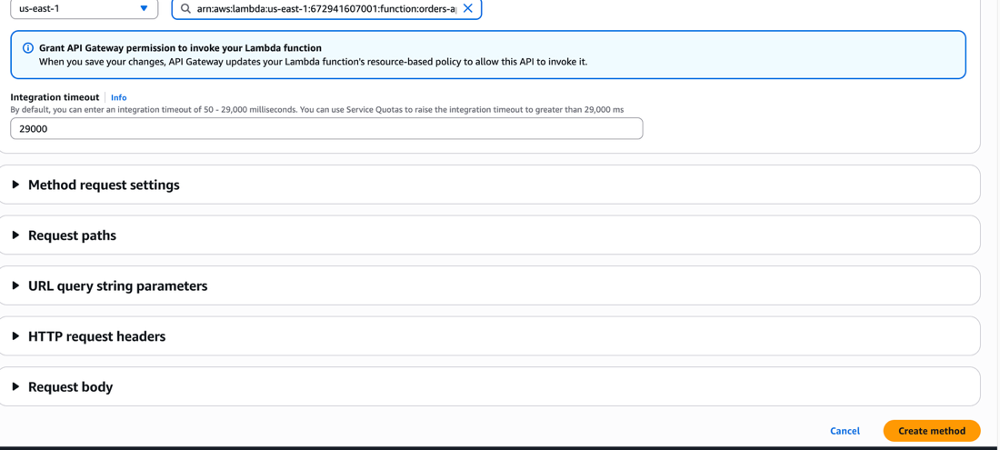 us-east-1
arn:aws:lambda:us-east-1:672941607001:function:orders-a
Grant API Gateway permission to invoke your Lambda function
When you save your changes, API Gateway updates your Lambda function's resource-based policy to allow this API to invoke it.
Integration timeout Info
By default, you can enter an integration timeout of 50 - 29,000 milliseconds. You can use Service Quotas to raise the integration timeout to greater than 29,000 ms
29000
Method request settings
Request paths
URL query string parameters
HTTP request headers
Request body
Cancel Create method